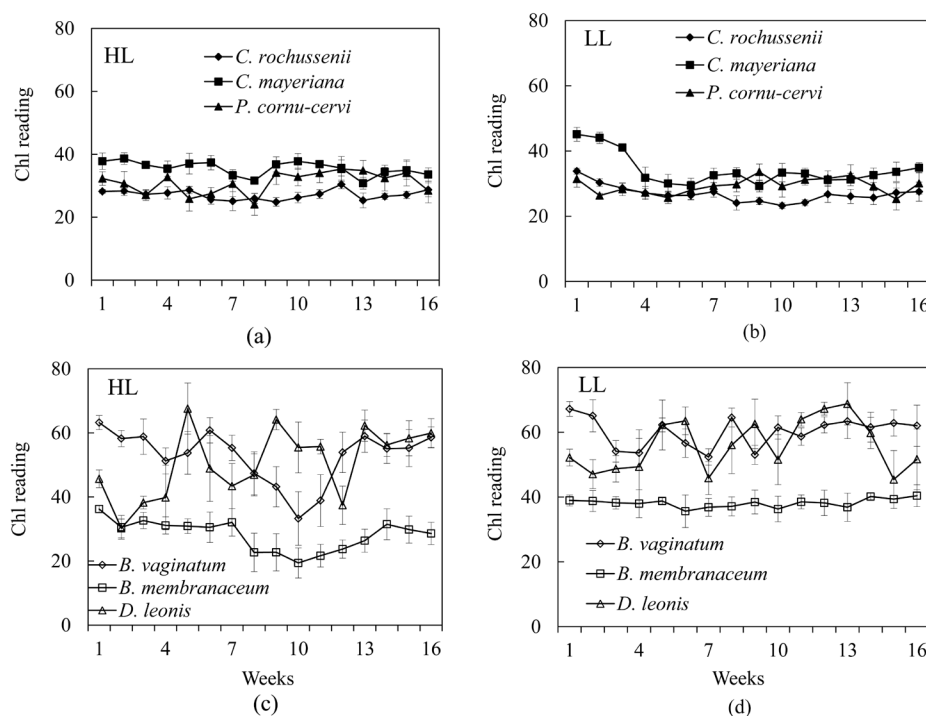 80
60
40
20
0
Chl reading
HL
C. rochussenii
C. mayeriana
P. cornu-cervi
1 4 7 10 13 16
(a)
80
60
40
20
0
Chl reading
LL
C. rochussenii
C. mayeriana
P. cornu-cervi
1 4 7 10 13 16
(b)
80
60
40
20
0
Chl reading
HL
B. vaginatum
B. membranaceum
D. leonis
1 4 7 10 13 16
Weeks
(c)
80
60
40
20
0
Chl reading
LL
B. vaginatum
B. membranaceum
D. leonis
1 4 7 10 13 16
Weeks
(d)